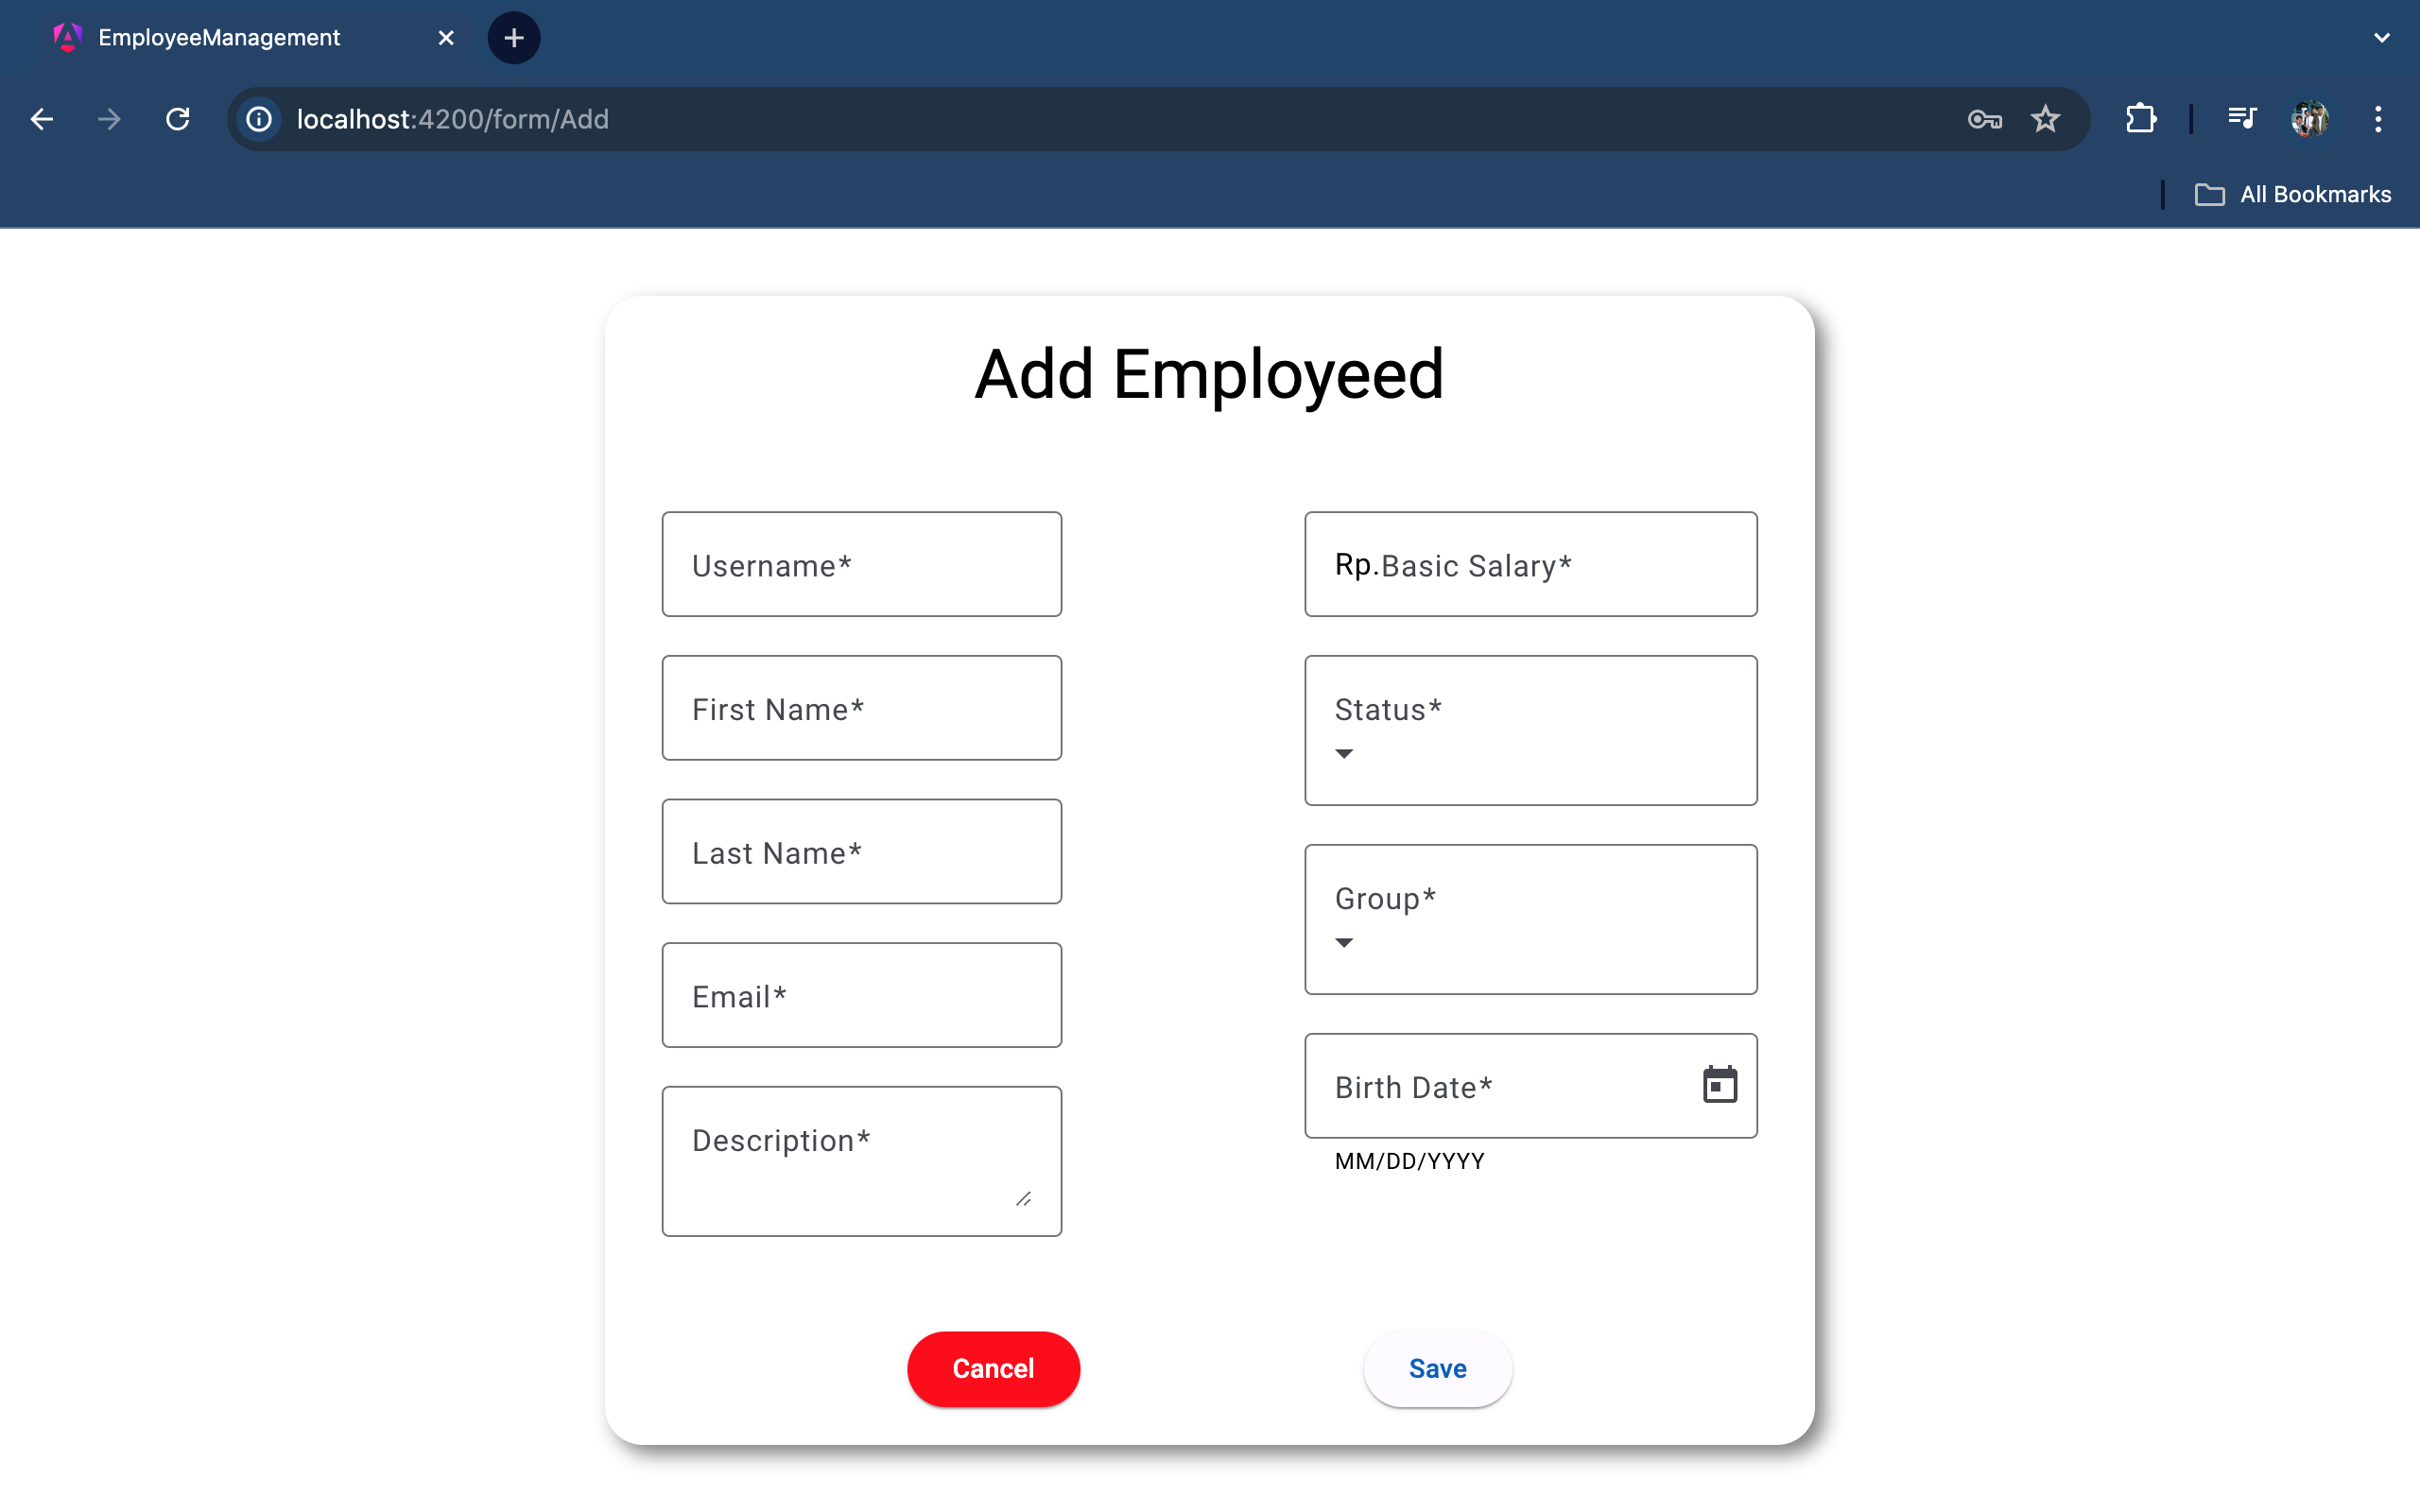 EmployeeManagement
localhost:4200/form/Add
All Bookmarks
Add Employeed
Username*
First Name*
Last Name*
Email*
Description*
Rp.Basic Salary*
Status*
Group*
Birth Date*
MM/DD/YYYY
Cancel
Save